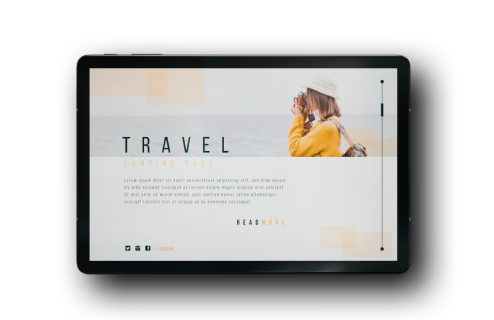 TRAVEL
LANDING PAGE
Lorem ipsum dolor sit amet, consectetuer adipiscing elit, sed diam nonummy
nibh euismod tincidunt ut laoreet dolore magna aliquam erat volutpat.
Ut wisi enim ad minim veniam, quis nostrud exerci tation ullamcorper
suscipit lobortis nisl ut aliquip ex ea commodo consequat.
READMORE
+ share